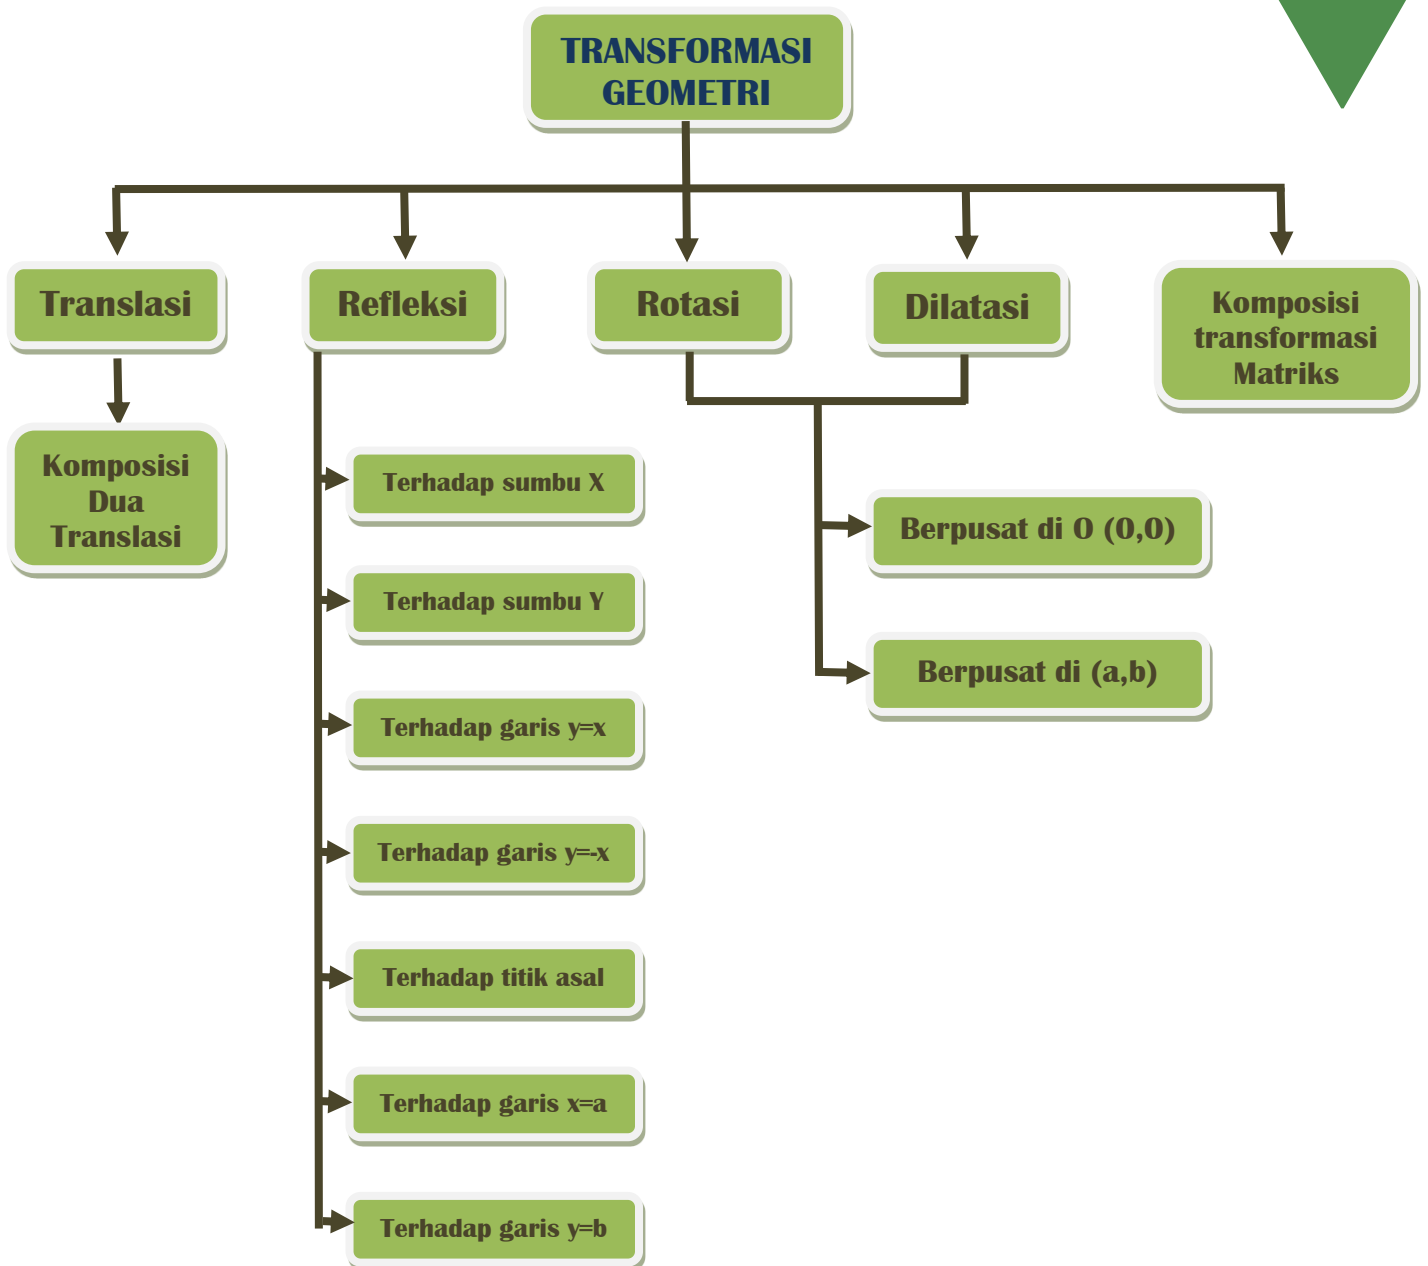 TRANSFORMASI
GEOMETRI
Translasi
Refleksi
Rotasi
Dilatasi
Komposisi
transformasi
Matriks
Komposisi
Dua
Translasi
Terhadap sumbu X
Terhadap sumbu Y
Terhadap garis y=x
Terhadap garis y=-x
Terhadap titik asal
Terhadap garis x=a
Terhadap garis y=b
Berpusat di O (0,0)
Berpusat di (a,b)